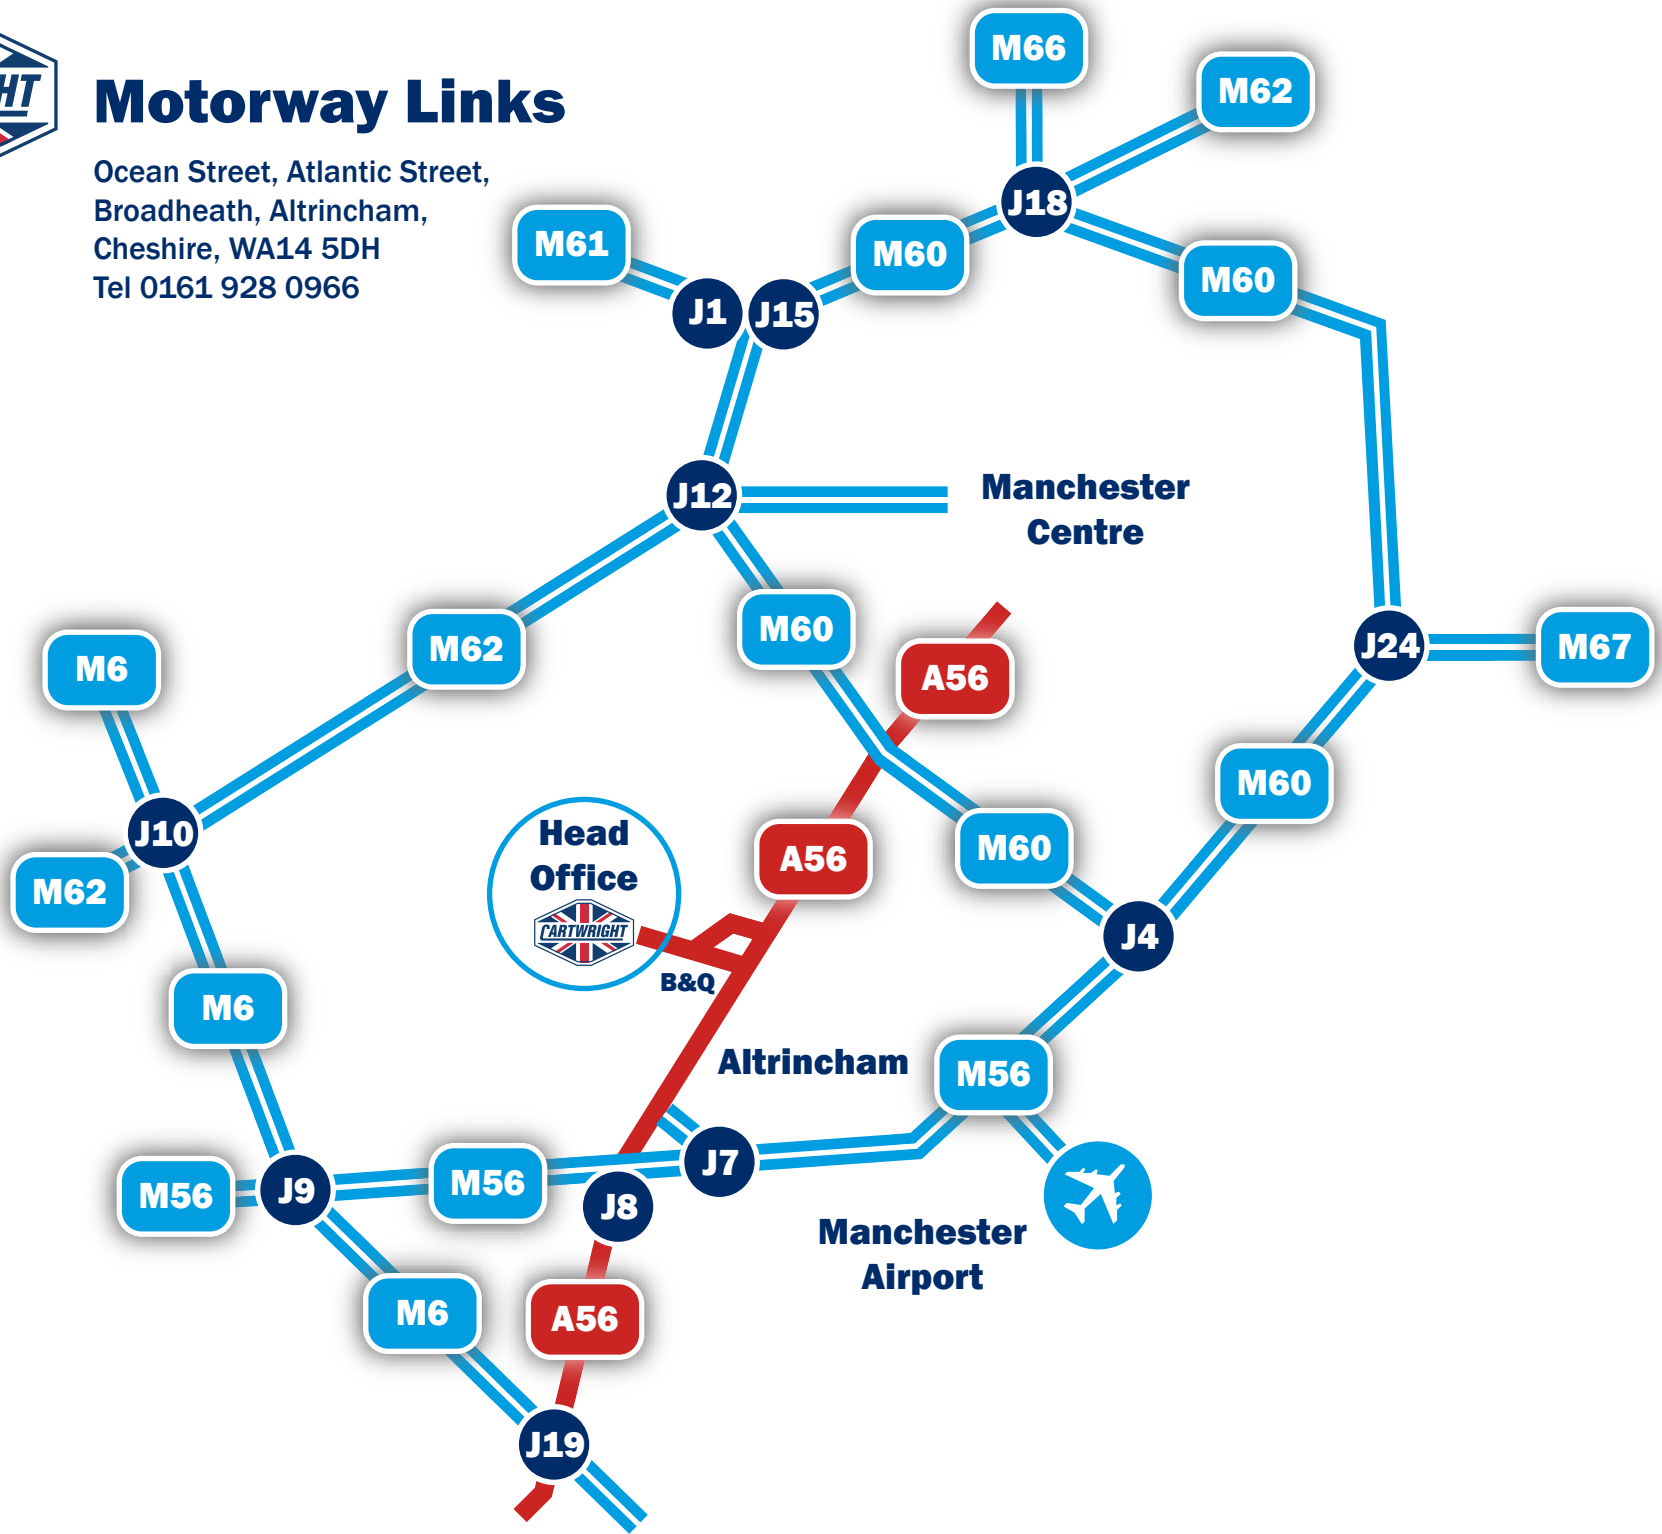 HT
Motorway Links
Ocean Street, Atlantic Street,
Broadheath, Altrincham,
Cheshire, WA14 5DH
Tel 0161 928 0966
M66
M62
J18
M61
M60
M60
J1
J15
J12
Manchester
Centre
M60
M62
M6
A56
J24
M67
M60
J10
Head
Office
CARTWRIGHT
A56
M60
M62
J4
B&Q
M6
Altrincham
M56
J7
M56
M56
J9
J8
Manchester
Airport
M6
A56
J19